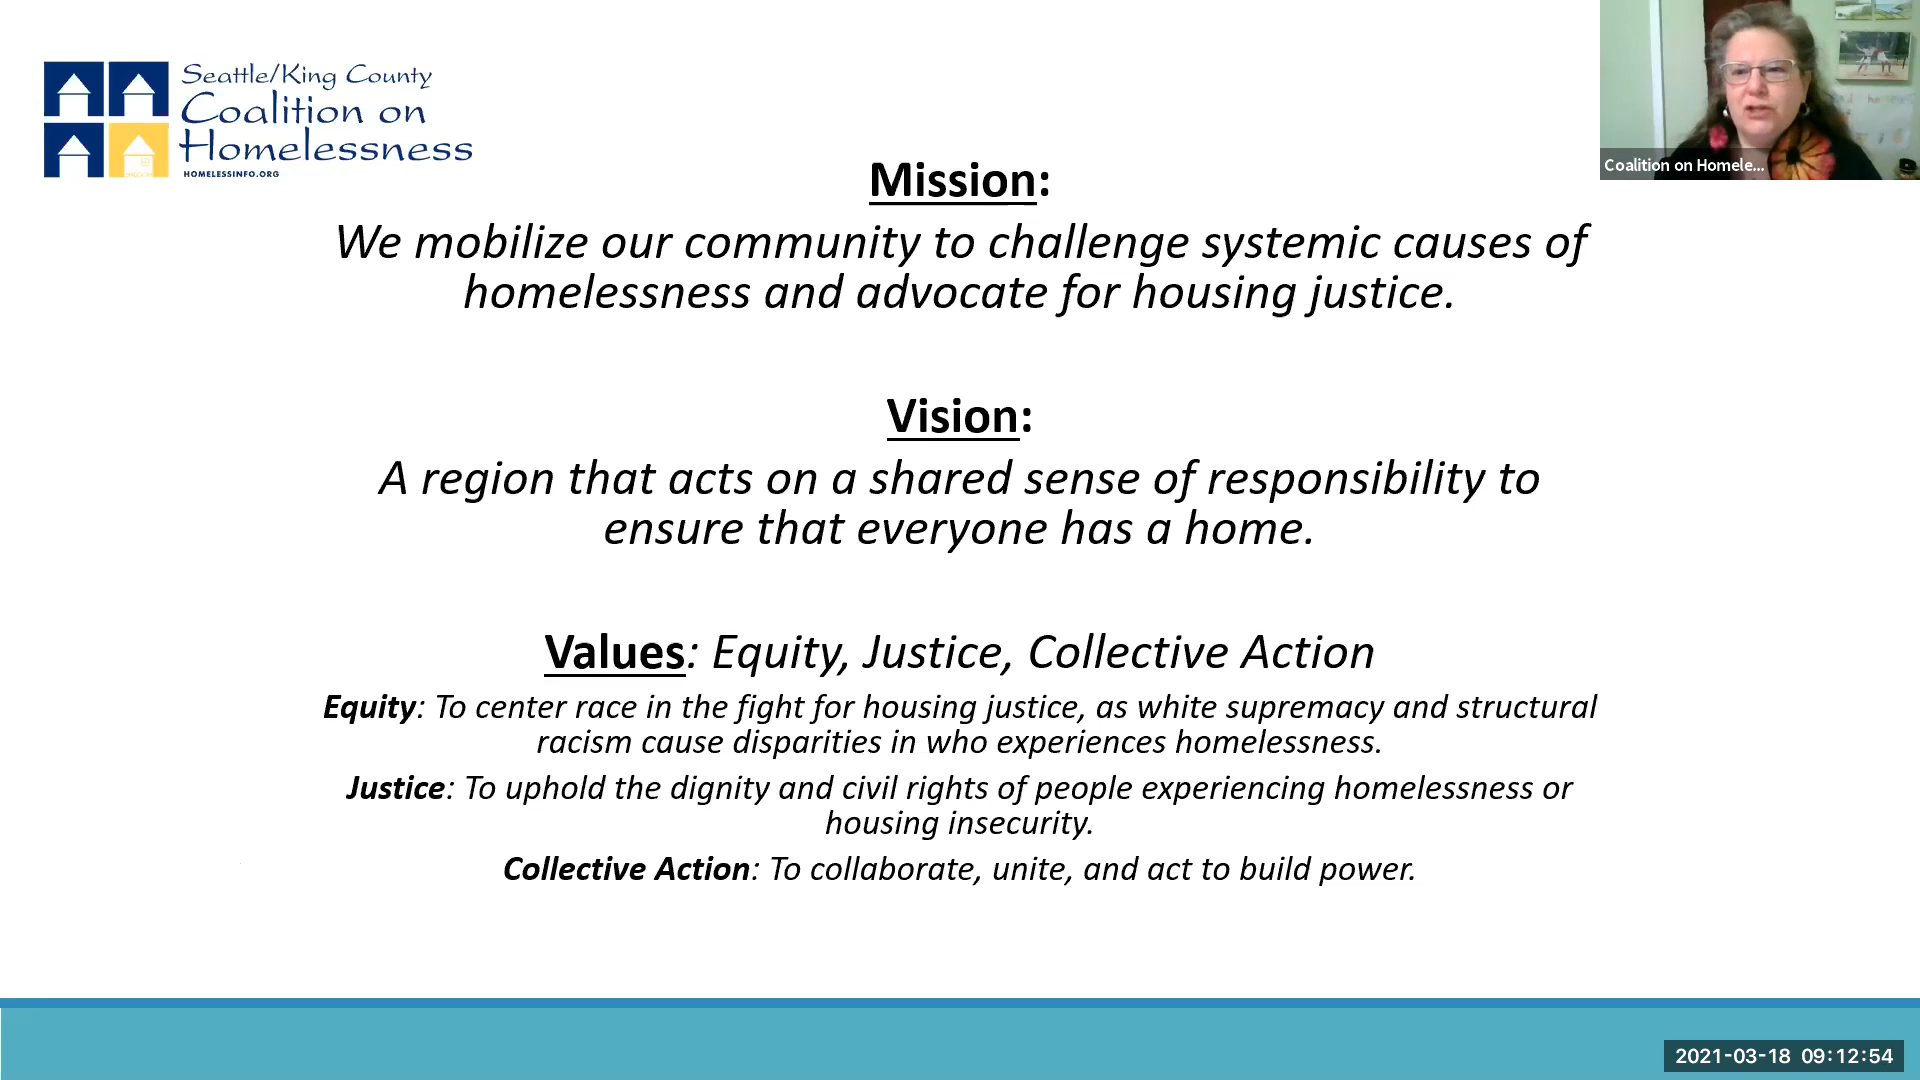 Seattle/King County
Coalition on
Homelessness
HOMELESSINFO.ORG
Coalition on Homele...
Mission:
We mobilize our community to challenge systemic causes of
homelessness and advocate for housing justice.
Vision:
A region that acts on a shared sense of responsibility to
ensure that everyone has a home.
Values: Equity, Justice, Collective Action
Equity: To center race in the fight for housing justice, as white supremacy and structural
racism cause disparities in who experiences homelessness.
Justice: To uphold the dignity and civil rights of people experiencing homelessness or
housing insecurity.
Collective Action: To collaborate, unite, and act to build power.
2021-03-18 09:12:54